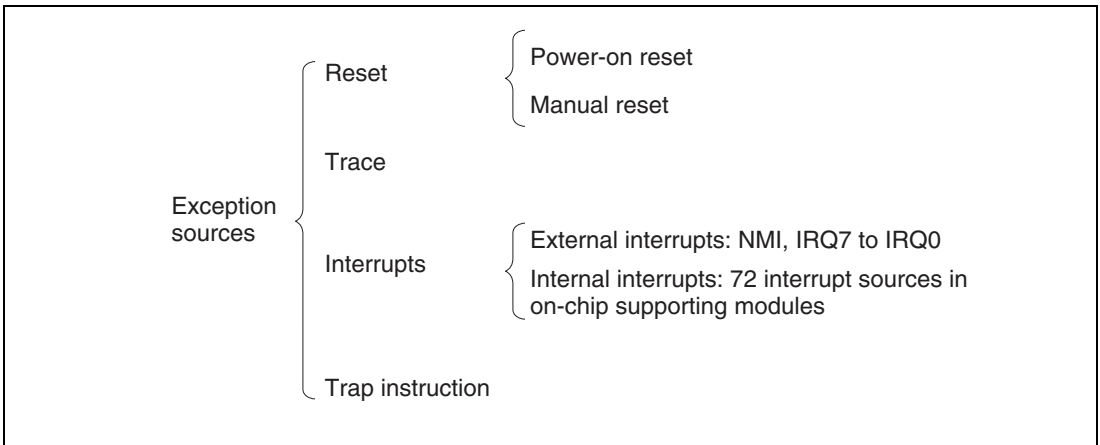 Exception
sources
Reset
Power-on reset
Manual reset
Trace
Interrupts
External interrupts: NMI, IRQ7 to IRQ0
Internal interrupts: 72 interrupt sources in
on-chip supporting modules
Trap instruction